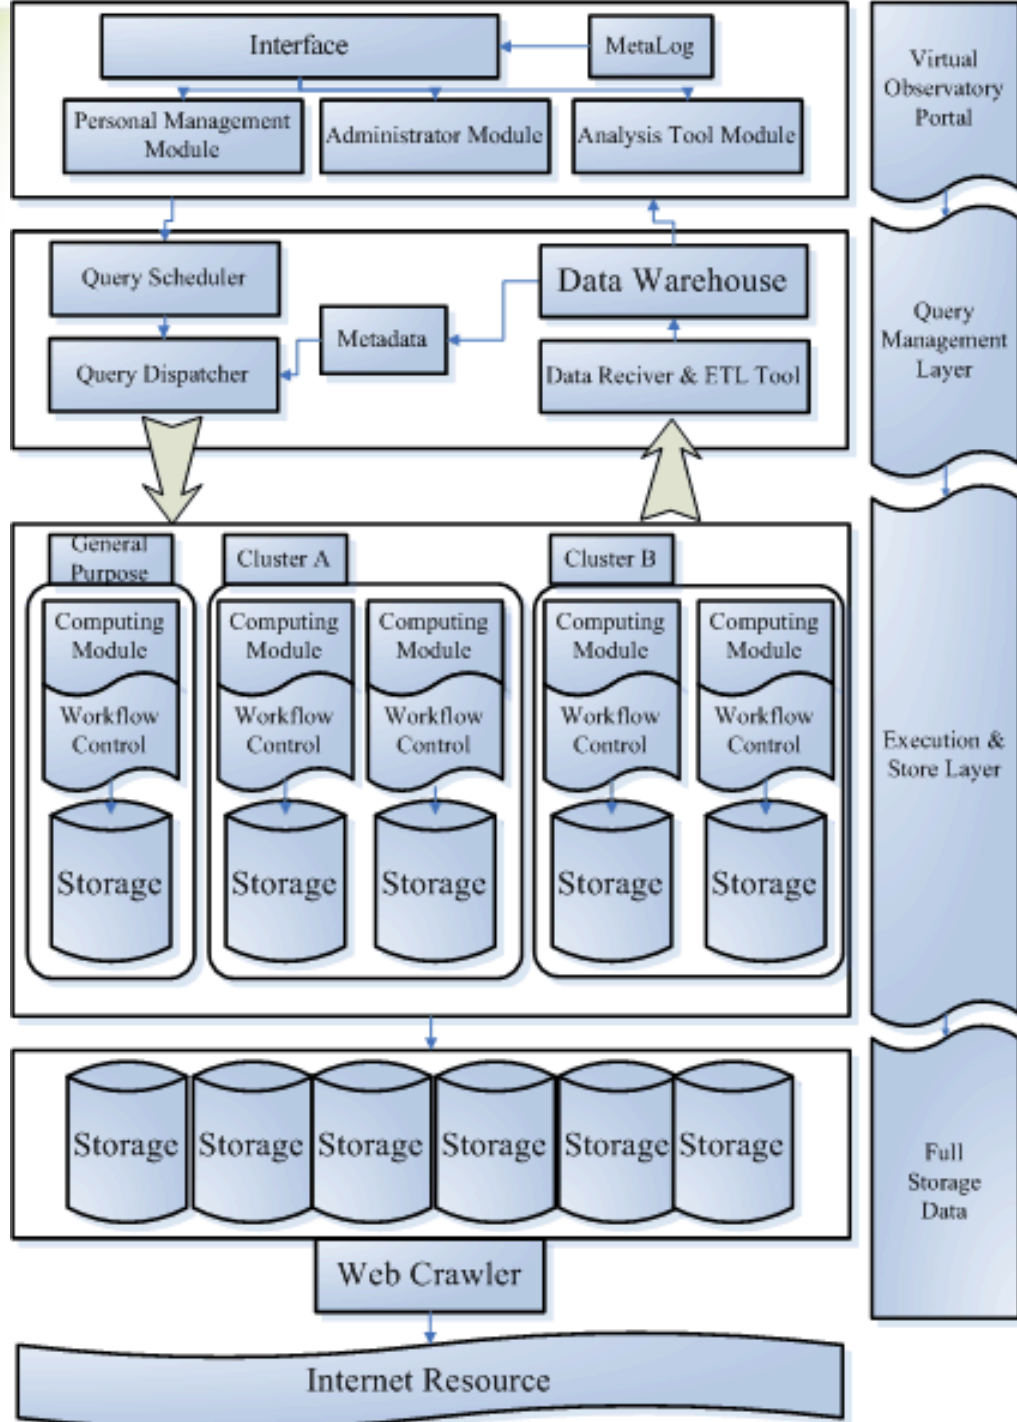 Interface
MetaLog
Personal Management
Module
Administrator Module
Analysis Tool Module
Virtual
Observatory
Portal
Query Scheduler
Query Dispatcher
Metadata
Data Warehouse
Data Reciver & ETL Tool
Query
Management
Layer
General
Purpose
Cluster A
Cluster B
Computing
Module
Workflow
Control
Storage
Computing
Module
Workflow
Control
Storage
Computing
Module
Workflow
Control
Storage
Computing
Module
Workflow
Control
Storage
Computing
Module
Workflow
Control
Storage
Execution &
Store Layer
Storage
Storage
Storage
Storage
Storage
Storage
Full
Storage
Data
Web Crawler
Internet Resource